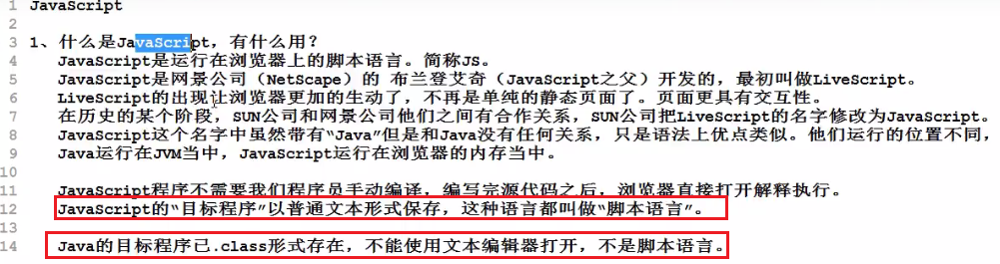 1 JavaScript
2
3 1、什么是JavaScript，有什么用？
4 JavaScript是运行在浏览器上的脚本语言。简称JS。
5 JavaScript是网景公司（NetScape）的 布兰登艾奇（JavaScript之父）开发的，最初叫做LiveScript。
6 LiveScript的出现让浏览器更加的生动了，不再是单纯的静态页面了。页面更具有交互性。
7 在历史的某个阶段，SUN公司和网景公司他们之间有合作关系，SUN公司把LiveScript的名字修改为JavaScript。
8 JavaScript这个名字中虽然带有“Java”但是和Java没有任何关系，只是语法上优点类似。他们运行的位置不同，
9 Java运行在JVM当中，JavaScript运行在浏览器的内存当中。
10
11 JavaScript程序不需要我们程序员手动编译，编写完源代码之后，浏览器直接打开解释执行。
12 JavaScript的“目标程序”以普通文本形式保存，这种语言都叫做“脚本语言”。
13
14 Java的目标程序已.class形式存在，不能使用文本编辑器打开，不是脚本语言。